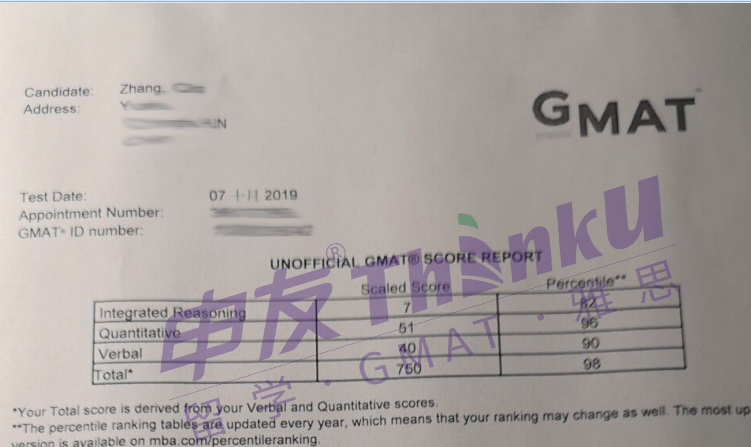 Candidate: Zhang,
Address:
GMAT
Test Date: 07 十月 2019
Appointment Number:
GMAT® ID number:
UNOFFICIAL GMAT® SCORE REPORT
Scaled Score Percentile**
Integrated Reasoning 7 82
Quantitative 51 96
Verbal 40 90
Total* 750 98
申友® ThinkU
留学 · GMAT · 雅思
*Your Total score is derived from your Verbal and Quantitative scores.
**The percentile ranking tables are updated every year, which means that your ranking may change as well. The most up
version is available on mba.com/percentileranking.